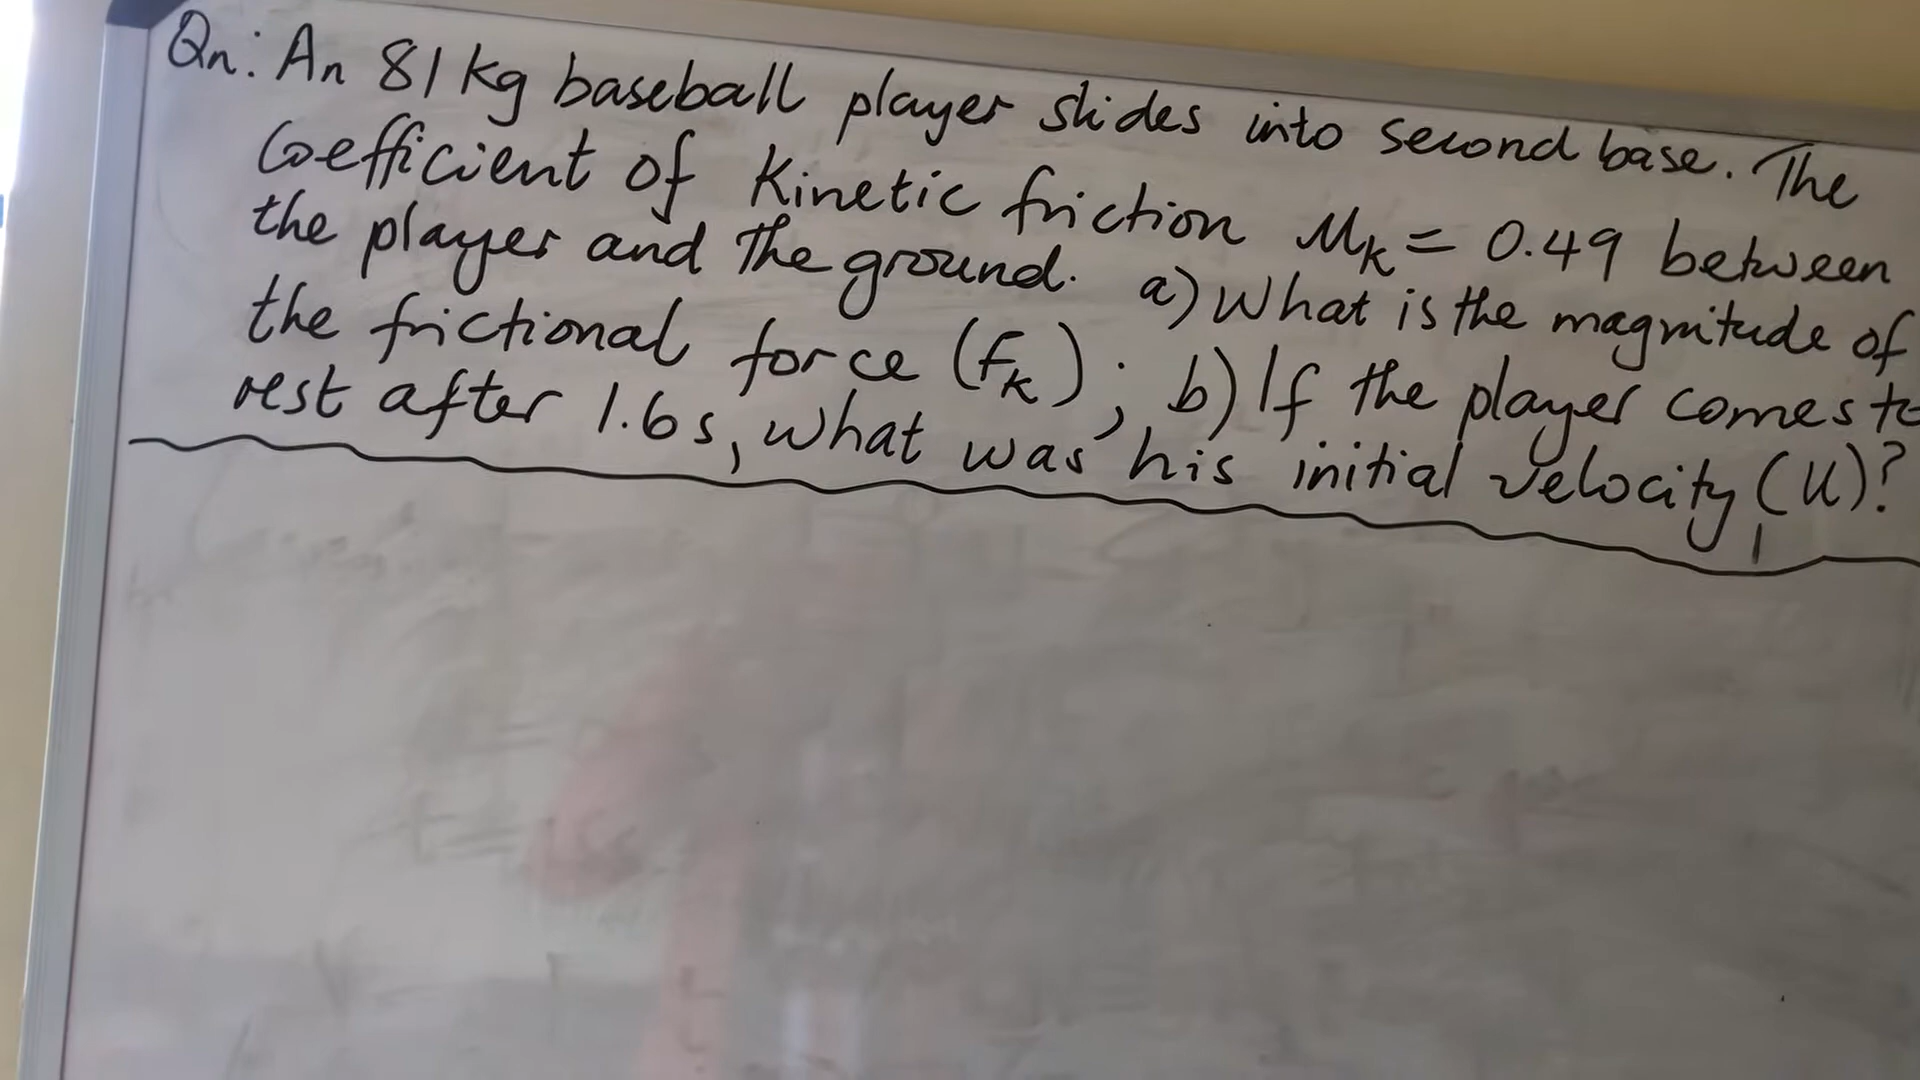 Qn: An 81 kg baseball player slides into second base. The
Coefficient of Kinetic friction Mk = 0.49 between
the player and the ground. a) What is the magnitude of
the frictional force (fk); b) If the player comes to
rest after 1.6s, what was his initial velocity (U)?